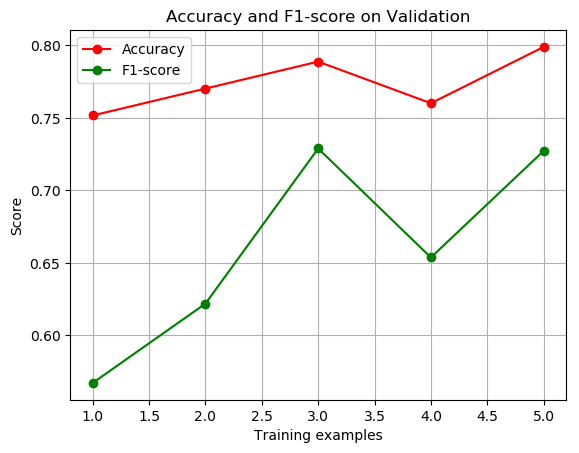 Accuracy and F1-score on Validation
Accuracy
F1-score
Score
0.80
0.75
0.70
0.65
0.60
1.0 1.5 2.0 2.5 3.0 3.5 4.0 4.5 5.0
Training examples